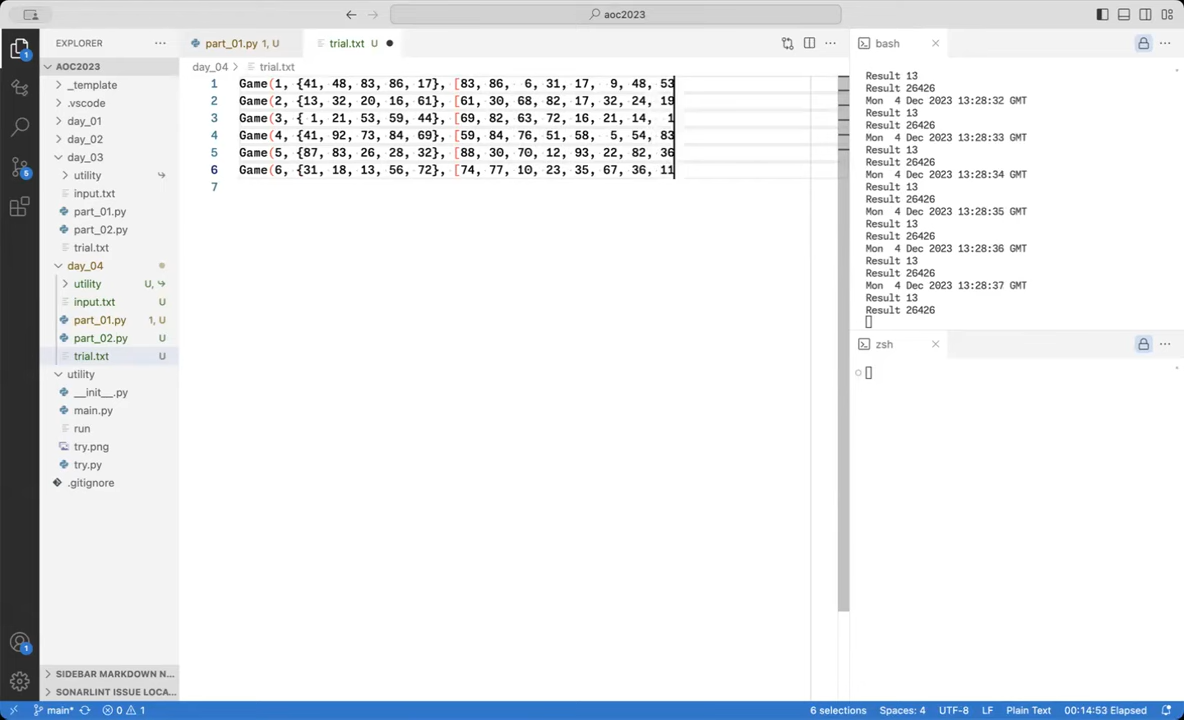 aoc2023
EXPLORER
AOC2023
_template
.vscode
day_01
day_02
day_03
utility
input.txt
part_01.py
part_02.py
trial.txt
day_04
utility U,
input.txt U
part_01.py 1, U
part_02.py U
trial.txt U
utility
__init__.py
main.py
run
try.png
try.py
.gitignore
SIDEBAR MARKDOWN N...
SONARLINT ISSUE LOCA...
part_01.py 1, U
trial.txt U
day_04 > trial.txt
1 Game(1, {41, 48, 83, 86, 17}, [83, 86,  6, 31, 17,  9, 48, 53
2 Game(2, {13, 32, 20, 16, 61}, [61, 30, 68, 82, 17, 32, 24, 19
3 Game(3, { 1, 21, 53, 59, 44}, [69, 82, 63, 72, 16, 21, 14,  1
4 Game(4, {41, 92, 73, 84, 69}, [59, 84, 76, 51, 58,  5, 54, 83
5 Game(5, {87, 83, 26, 28, 32}, [88, 30, 70, 12, 93, 22, 82, 36
6 Game(6, {31, 18, 13, 56, 72}, [74, 77, 10, 23, 35, 67, 36, 11
7
bash
Result 13
Result 26426
Mon  4 Dec 2023 13:28:32 GMT
Result 13
Result 26426
Mon  4 Dec 2023 13:28:33 GMT
Result 13
Result 26426
Mon  4 Dec 2023 13:28:34 GMT
Result 13
Result 26426
Mon  4 Dec 2023 13:28:35 GMT
Result 13
Result 26426
Mon  4 Dec 2023 13:28:36 GMT
Result 13
Result 26426
Mon  4 Dec 2023 13:28:37 GMT
Result 13
Result 26426
zsh
main* 0 1 6 selections Spaces: 4 UTF-8 LF Plain Text 00:14:53 Elapsed